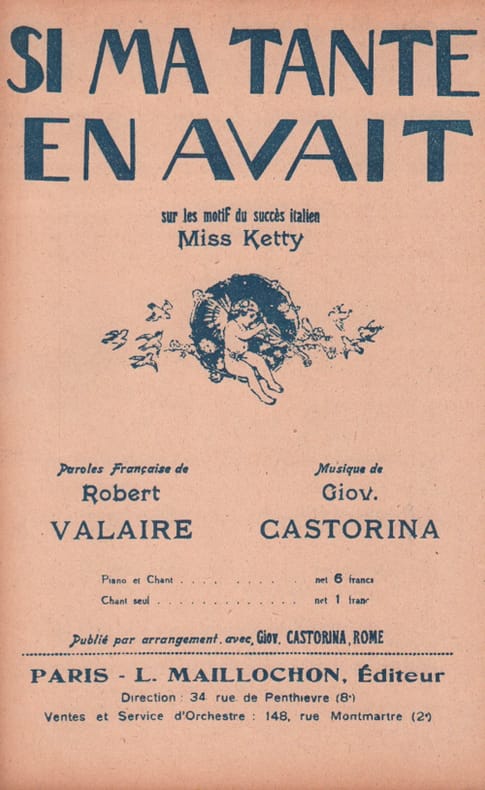 SI MA TANTE
EN AVAIT
sur les motif du succès italien
Miss Ketty
Paroles Française de
Robert
VALAIRE
Musique de
Giov.
CASTORINA
Piano et Chant . . . . . . . . . . . net 6 francs
Chant seul . . . . . . . . . . . . . net 1 franc
Publié par arrangement avec, Giov. CASTORINA, ROME
PARIS - L. MAILLOCHON, Éditeur
Direction : 34 rue de Penthievre (8ᵉ)
Ventes et Service d'Orchestre : 148, rue Montmartre (2ᵉ)